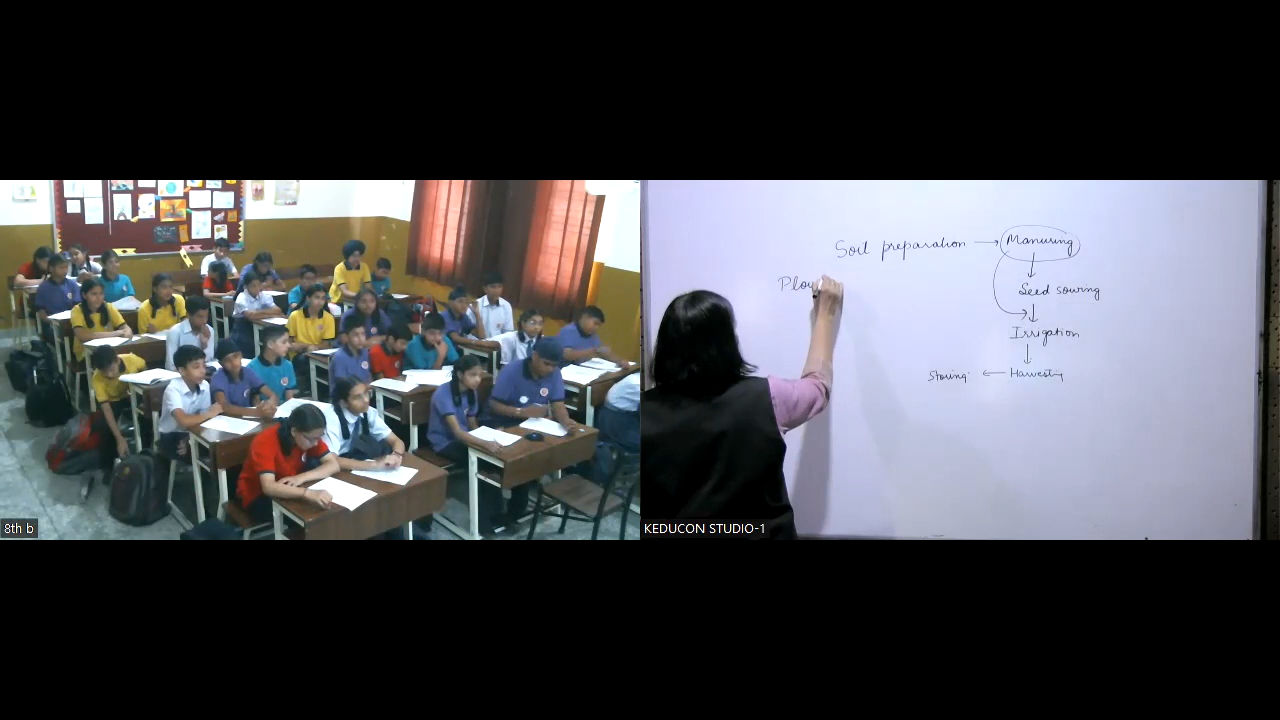 Soil preparation → Manuring
Plou
Seed sowing
Irrigation
Storing ← Harvesting
8th b
KEDUCON STUDIO-1